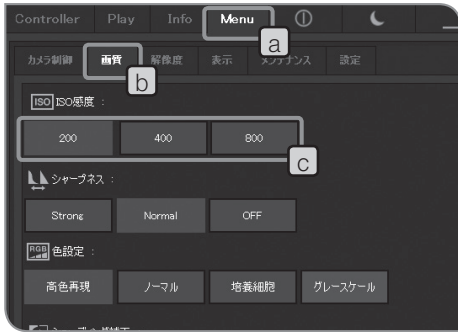 Controller Play Info Menu
a
カメラ制御 画質 解像度 表示 メンテナンス 設定
b
ISO ISO感度 :
200 400 800
c
シャープネス :
Strong Normal OFF
RGB 色設定 :
高色再現 ノーマル 培養細胞 グレースケール